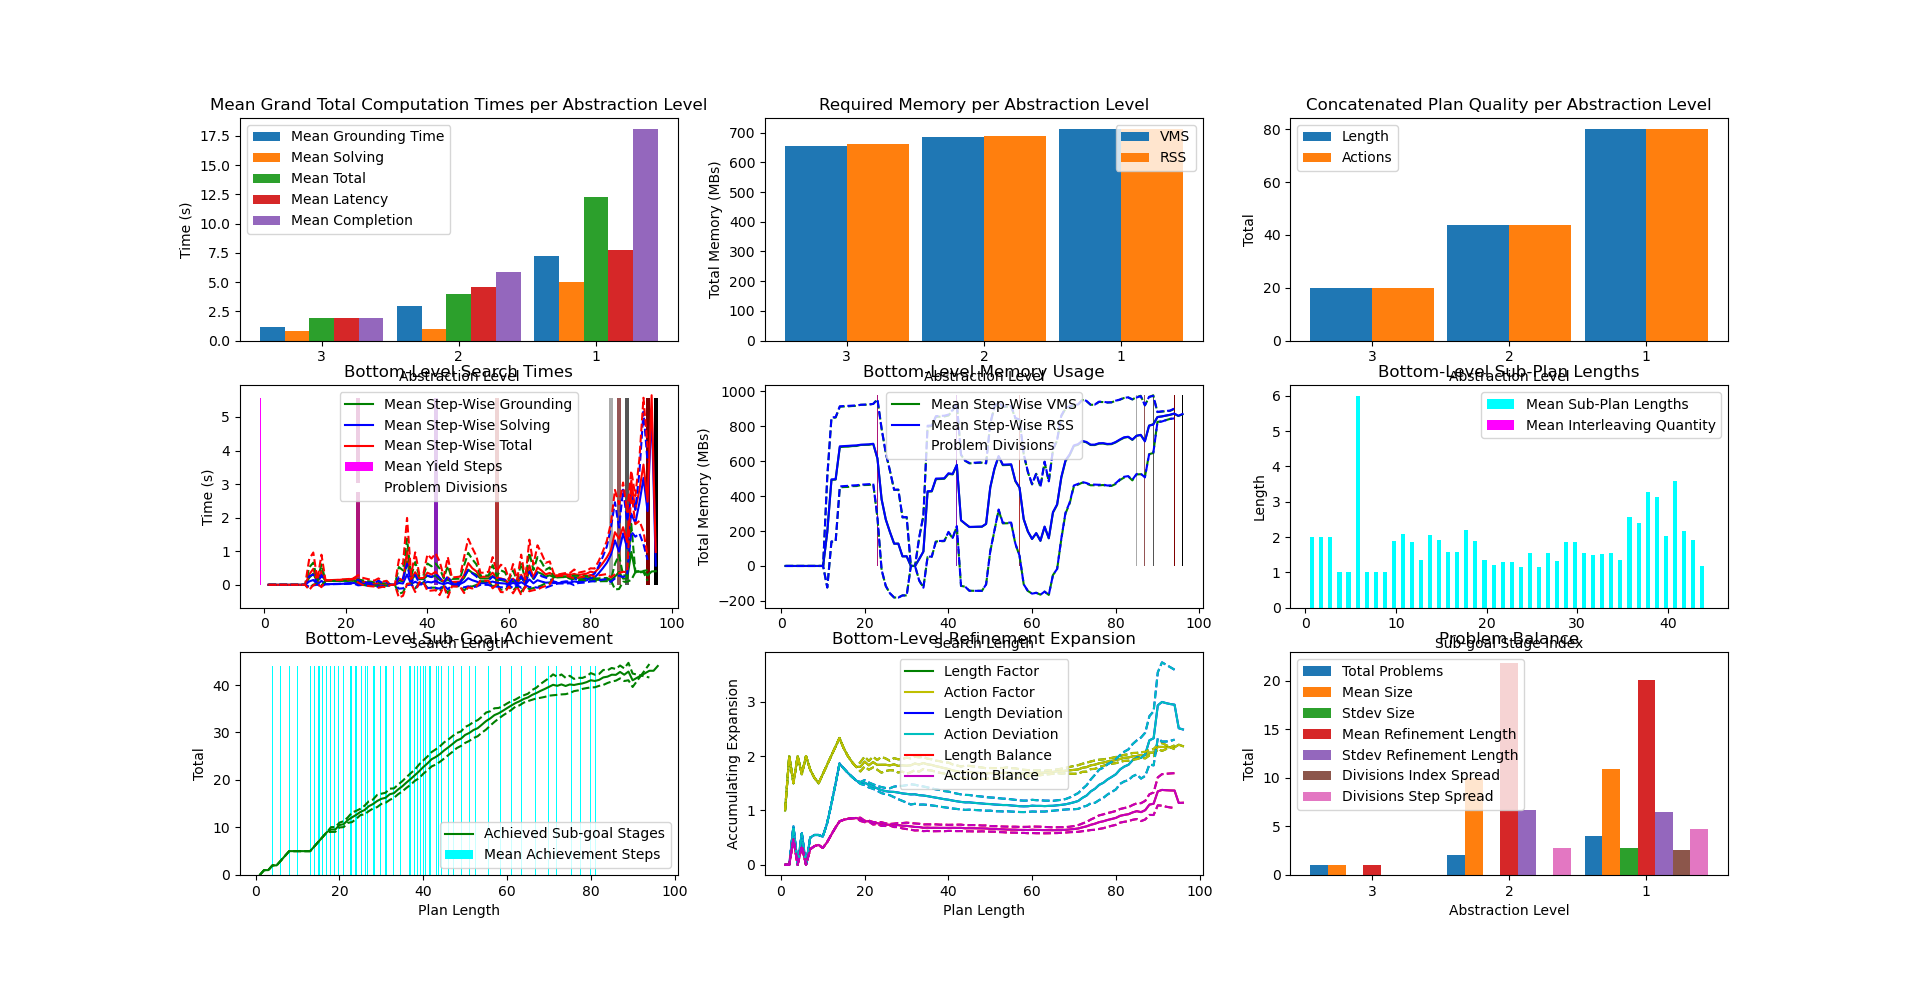 Mean Grand Total Computation Times per Abstraction Level
Time (s)
17.5
15.0
12.5
10.0
7.5
5.0
2.5
0.0
Mean Grounding Time
Mean Solving
Mean Total
Mean Latency
Mean Completion
3 2 1
Abstraction Level
Required Memory per Abstraction Level
Total Memory (MBs)
700
600
500
400
300
200
100
0
VMS
RSS
3 2 1
Abstraction Level
Concatenated Plan Quality per Abstraction Level
Total
80
60
40
20
0
Length
Actions
3 2 1
Abstraction Level
Bottom-Level Search Times
Time (s)
5
4
3
2
1
0
Mean Step-Wise Grounding
Mean Step-Wise Solving
Mean Step-Wise Total
Mean Yield Steps
Problem Divisions
0 20 40 60 80 100
Search Length
Bottom-Level Memory Usage
Total Memory (MBs)
1000
800
600
400
200
0
−200
Mean Step-Wise VMS
Mean Step-Wise RSS
Problem Divisions
0 20 40 60 80 100
Search Length
Bottom-Level Sub-Plan Lengths
Length
6
5
4
3
2
1
0
Mean Sub-Plan Lengths
Mean Interleaving Quantity
0 10 20 30 40
Sub-goal Stage Index
Bottom-Level Sub-Goal Achievement
Total
40
30
20
10
0
Achieved Sub-goal Stages
Mean Achievement Steps
0 20 40 60 80 100
Plan Length
Bottom-Level Refinement Expansion
Accumulating Expansion
3
2
1
0
Length Factor
Action Factor
Length Deviation
Action Deviation
Length Balance
Action Blance
0 20 40 60 80 100
Plan Length
Problem Balance
Total
20
15
10
5
0
Total Problems
Mean Size
Stdev Size
Mean Refinement Length
Stdev Refinement Length
Divisions Index Spread
Divisions Step Spread
3 2 1
Abstraction Level